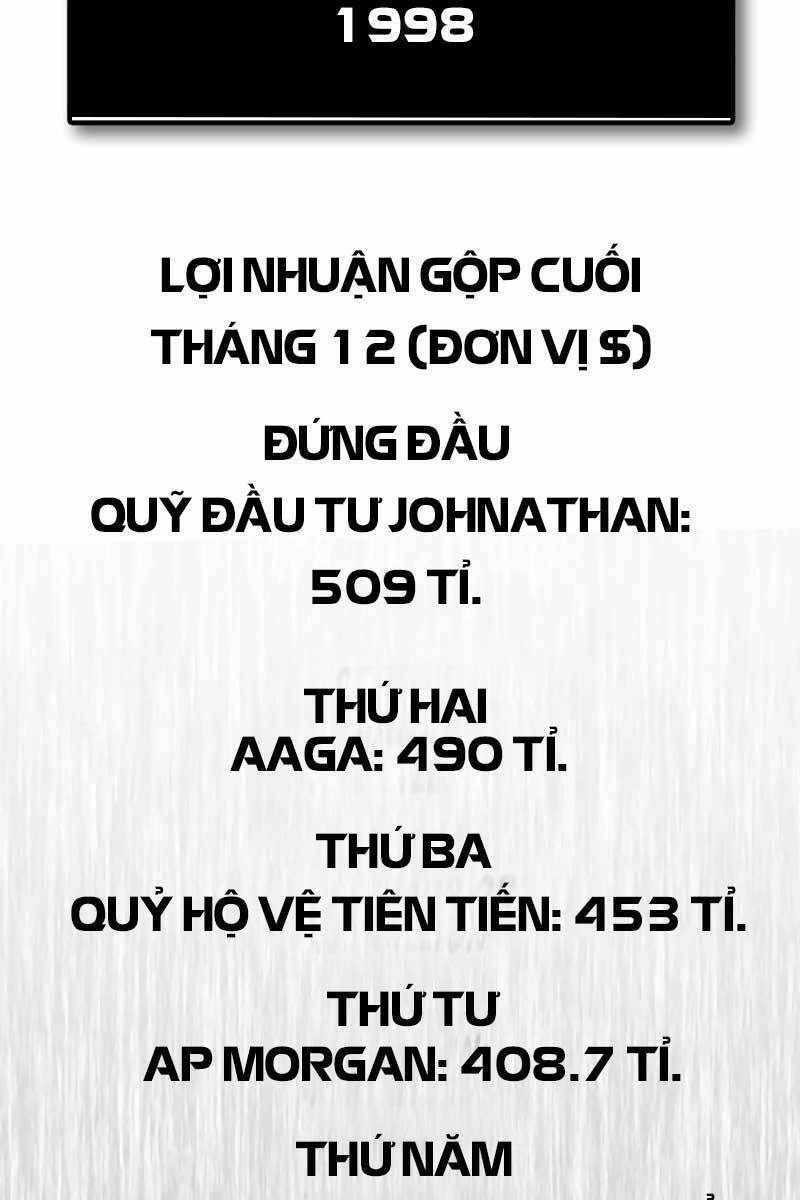 1998
LỢI NHUẬN GỘP CUỐI
THÁNG 12 (ĐƠN VỊ $)
ĐỨNG ĐẦU
QUỸ ĐẦU TƯ JOHNATHAN:
509 TỈ.
THỨ HAI
AAGA: 490 TỈ.
THỨ BA
QUỶ HỘ VỆ TIÊN TIẾN: 453 TỈ.
THỨ TƯ
AP MORGAN: 408.7 TỈ.
THỨ NĂM